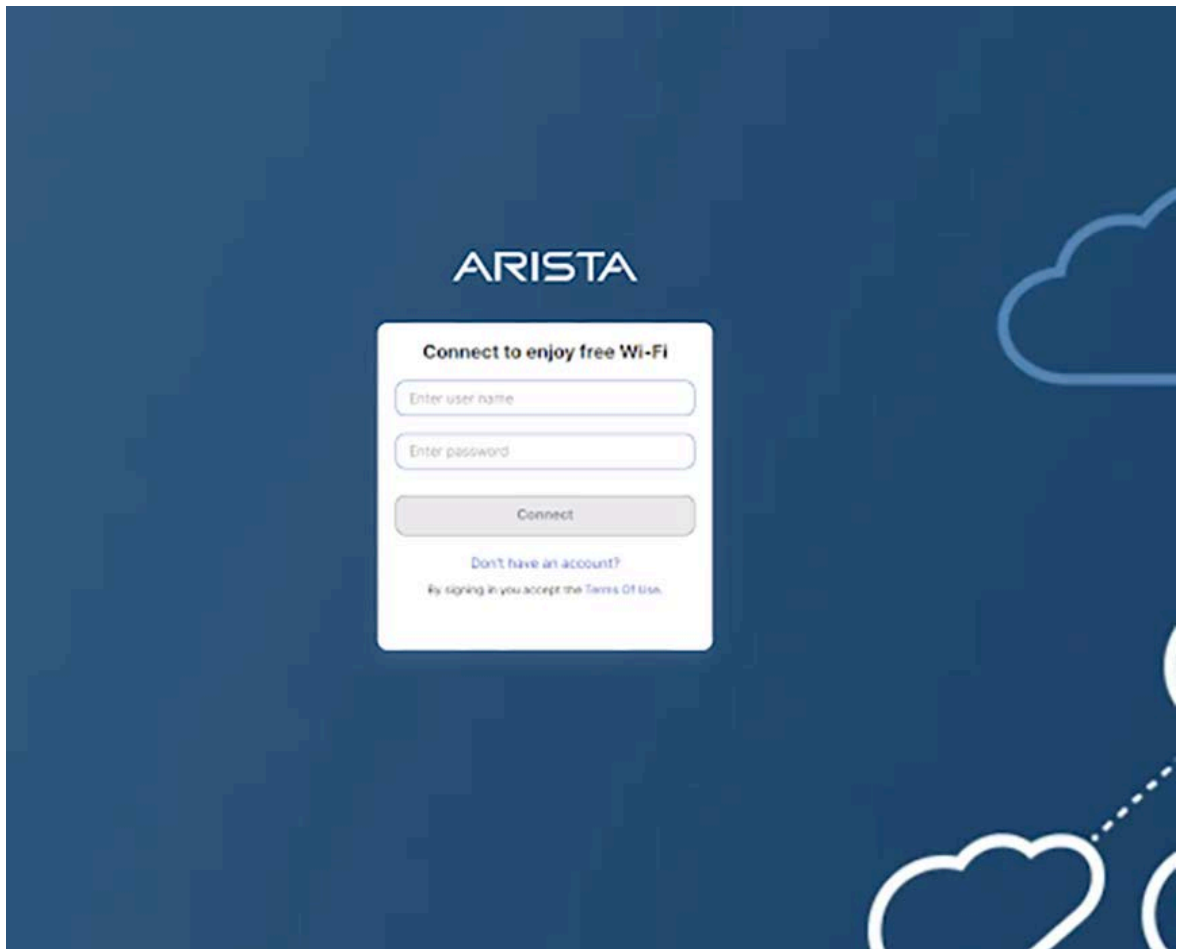 ARISTA
Connect to enjoy free Wi-Fi
Enter user name
Enter password
Connect
Don't have an account?
By signing in you accept the Terms Of Use.